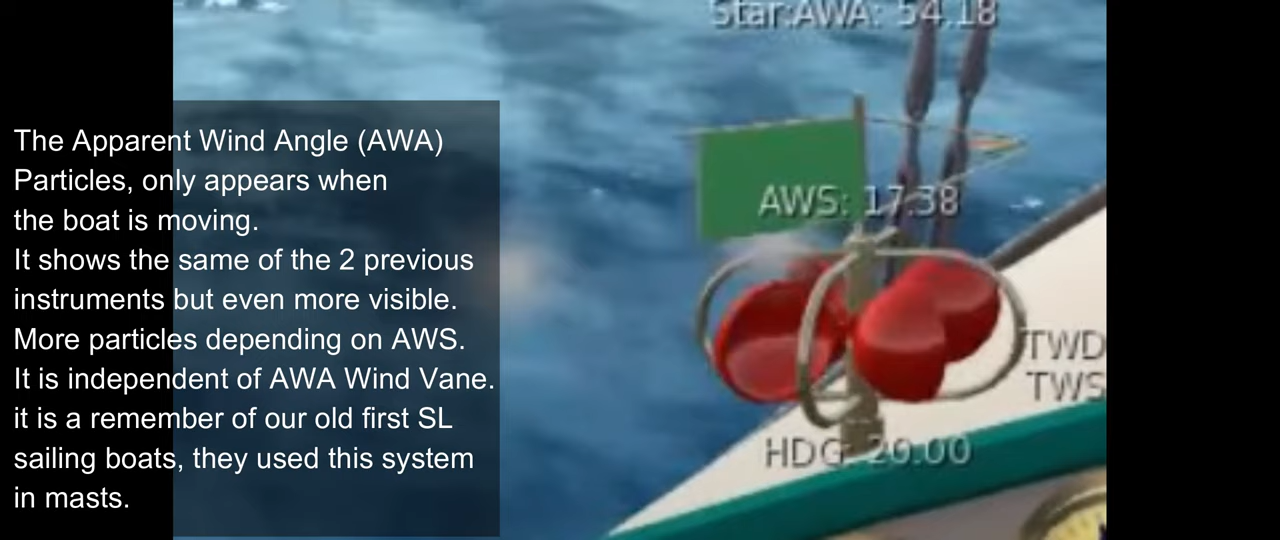 Star:AWA: 54.18
The Apparent Wind Angle (AWA)
Particles, only appears when
the boat is moving.
It shows the same of the 2 previous
instruments but even more visible.
More particles depending on AWS.
It is independent of AWA Wind Vane.
it is a remember of our old first SL
sailing boats, they used this system
in masts.
AWS: 17.38
TWD
TWS
HDG: 20.00